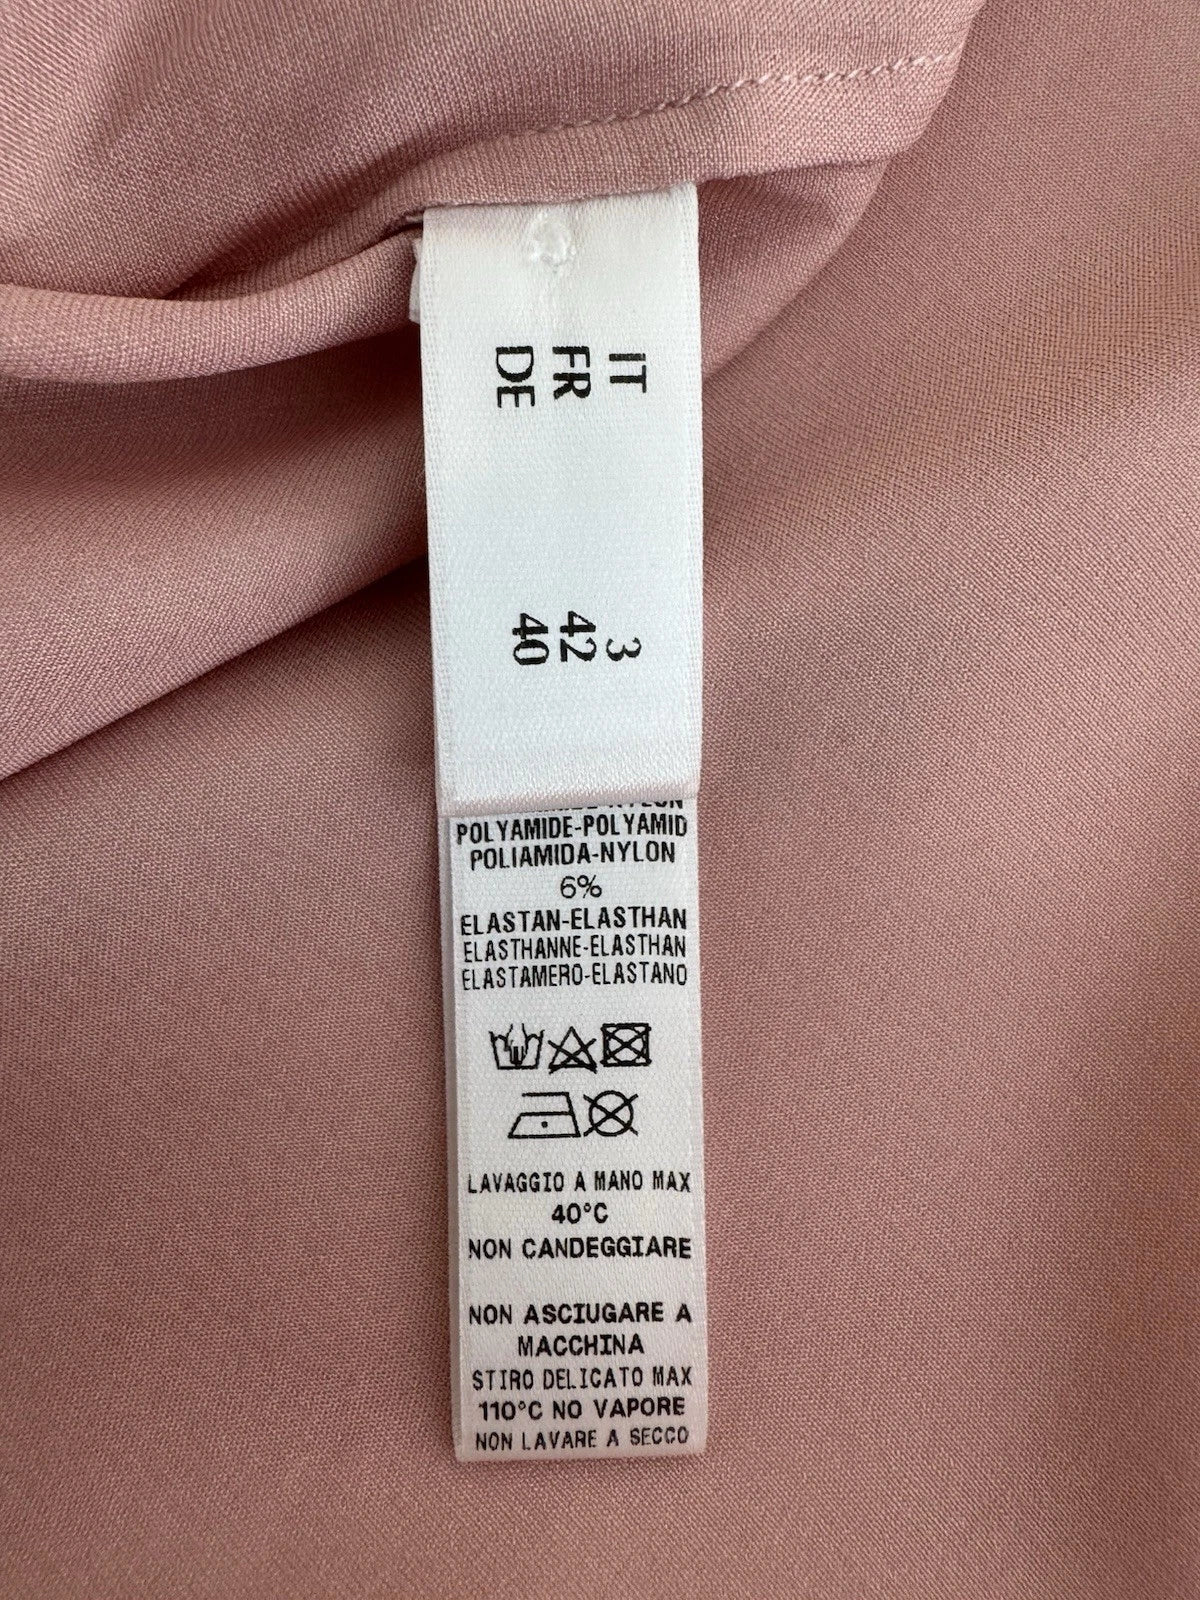 IT 3
FR 42
DE 40
POLYAMIDE-POLYAMID
POLIAMIDA-NYLON
6%
ELASTAN-ELASTHAN
ELASTHANNE-ELASTHAN
ELASTAMERO-ELASTANO
LAVAGGIO A MANO MAX
40°C
NON CANDEGGIARE
NON ASCIUGARE A
MACCHINA
STIRO DELICATO MAX
110°C NO VAPORE
NON LAVARE A SECCO